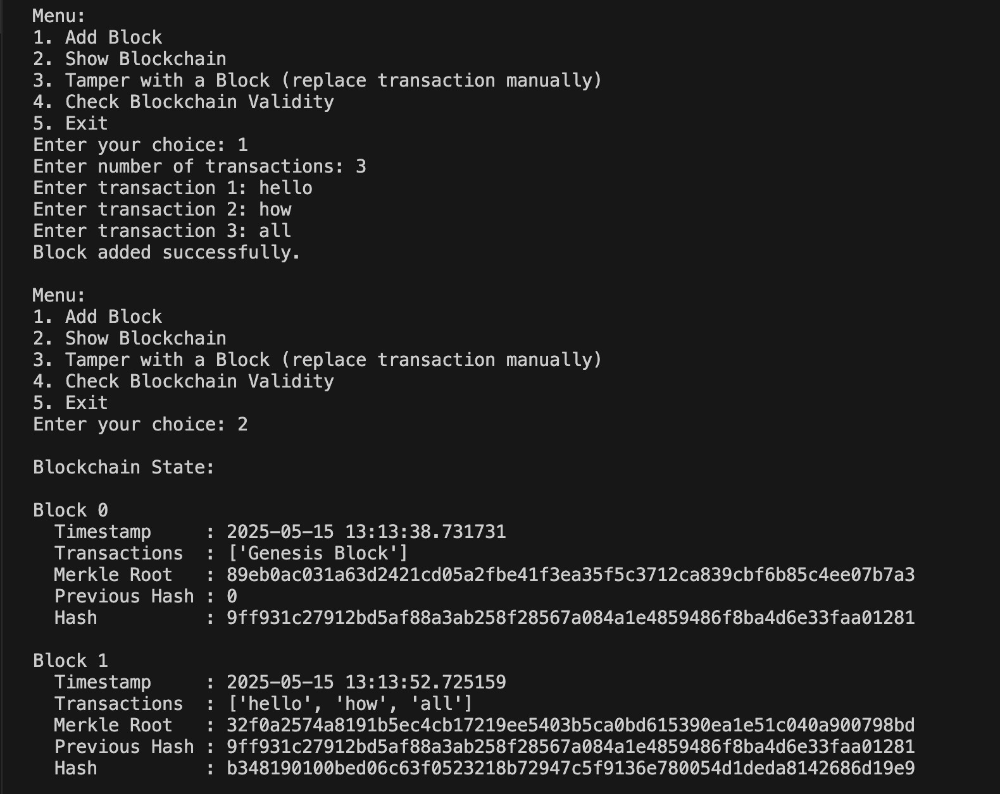 Menu:
1. Add Block
2. Show Blockchain
3. Tamper with a Block (replace transaction manually)
4. Check Blockchain Validity
5. Exit
Enter your choice: 1
Enter number of transactions: 3
Enter transaction 1: hello
Enter transaction 2: how
Enter transaction 3: all
Block added successfully.

Menu:
1. Add Block
2. Show Blockchain
3. Tamper with a Block (replace transaction manually)
4. Check Blockchain Validity
5. Exit
Enter your choice: 2

Blockchain State:

Block 0
  Timestamp     : 2025-05-15 13:13:38.731731
  Transactions  : ['Genesis Block']
  Merkle Root   : 89eb0ac031a63d2421cd05a2fbe41f3ea35f5c3712ca839cbf6b85c4ee07b7a3
  Previous Hash : 0
  Hash          : 9ff931c27912bd5af88a3ab258f28567a084a1e4859486f8ba4d6e33faa01281

Block 1
  Timestamp     : 2025-05-15 13:13:52.725159
  Transactions  : ['hello', 'how', 'all']
  Merkle Root   : 32f0a2574a8191b5ec4cb17219ee5403b5ca0bd615390ea1e51c040a900798bd
  Previous Hash : 9ff931c27912bd5af88a3ab258f28567a084a1e4859486f8ba4d6e33faa01281
  Hash          : b348190100bed06c63f0523218b72947c5f9136e780054d1deda8142686d19e9